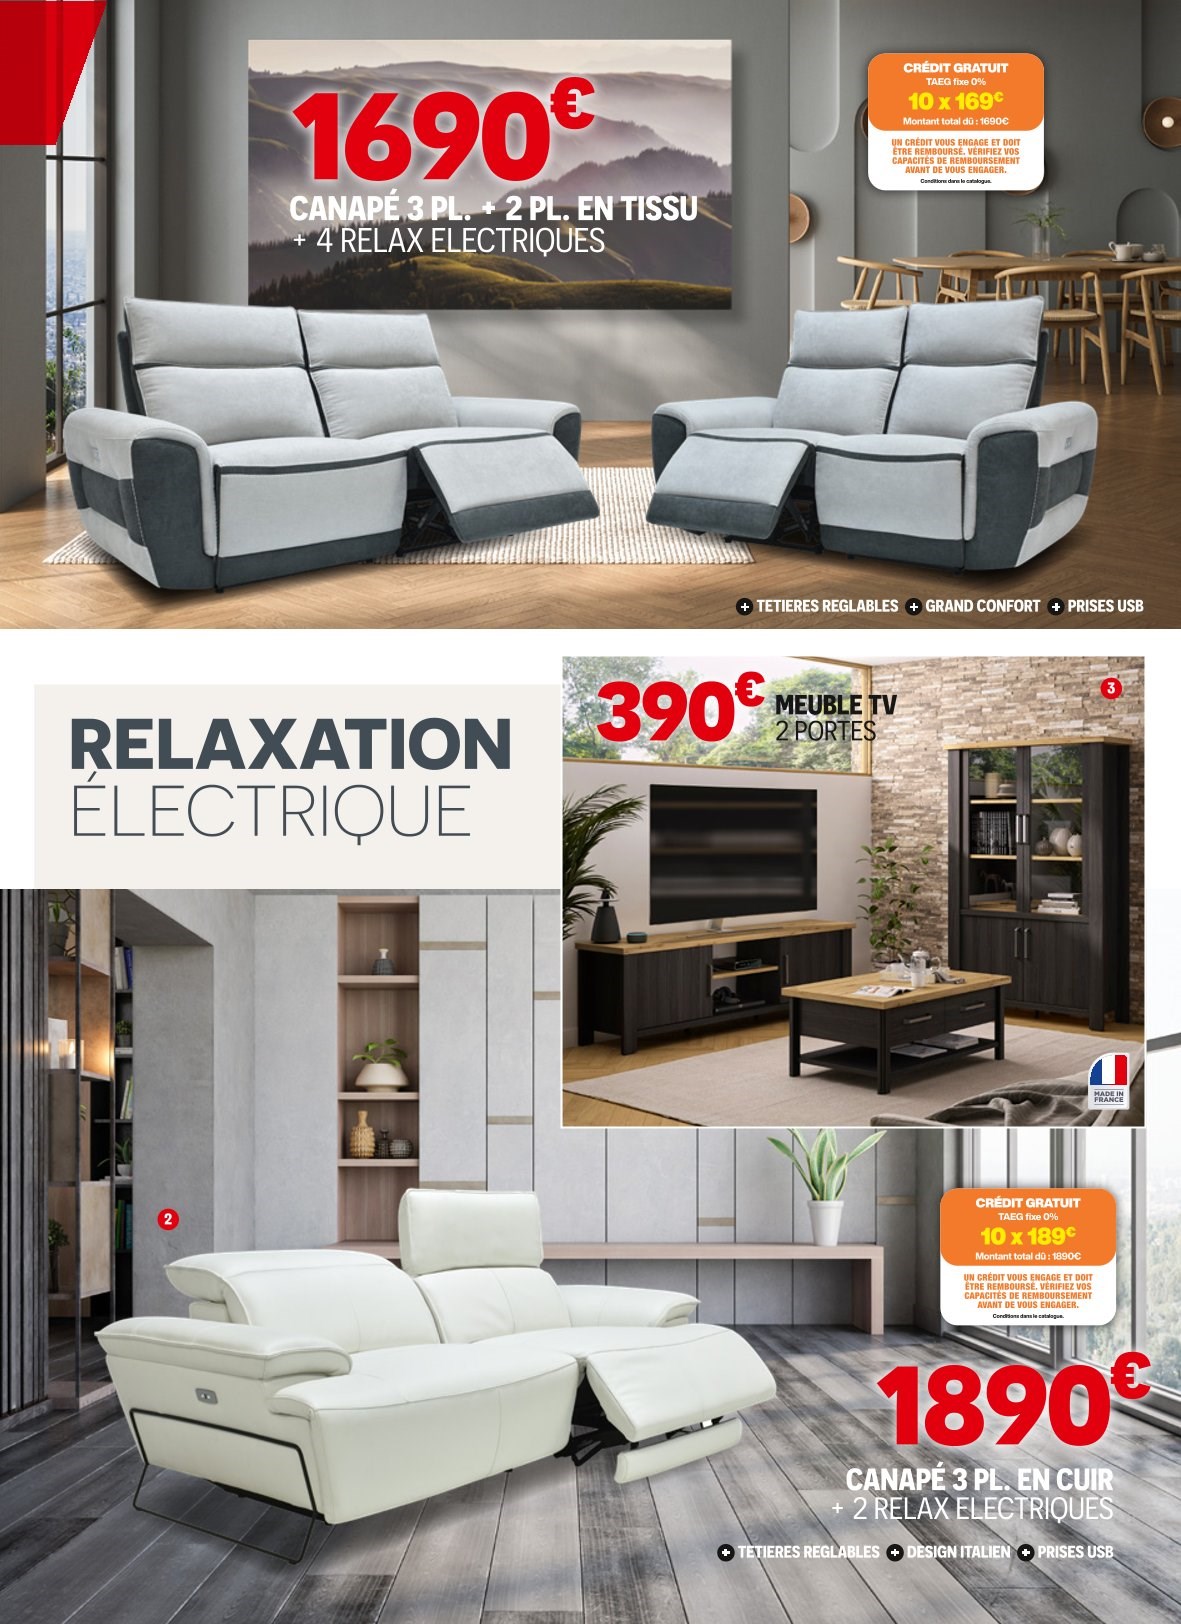 1690€
CANAPÉ 3 PL. + 2 PL. EN TISSU
+ 4 RELAX ELECTRIQUES
CRÉDIT GRATUIT
TAEG fixe 0%
10 x 169€
Montant total dû : 1690€
UN CRÉDIT VOUS ENGAGE ET DOIT
ÊTRE REMBOURSÉ. VÉRIFIEZ VOS
CAPACITÉS DE REMBOURSEMENT
AVANT DE VOUS ENGAGER.
Conditions dans le catalogue.
+ TETIERES REGLABLES + GRAND CONFORT + PRISES USB
RELAXATION
ÉLECTRIQUE
390€ MEUBLE TV
2 PORTES
3
MADE IN
FRANCE
2
CRÉDIT GRATUIT
TAEG fixe 0%
10 x 189€
Montant total dû : 1890€
UN CRÉDIT VOUS ENGAGE ET DOIT
ÊTRE REMBOURSÉ. VÉRIFIEZ VOS
CAPACITÉS DE REMBOURSEMENT
AVANT DE VOUS ENGAGER.
Conditions dans le catalogue.
1890€
CANAPÉ 3 PL. EN CUIR
+ 2 RELAX ELECTRIQUES
+ TETIERES REGLABLES + DESIGN ITALIEN + PRISES USB